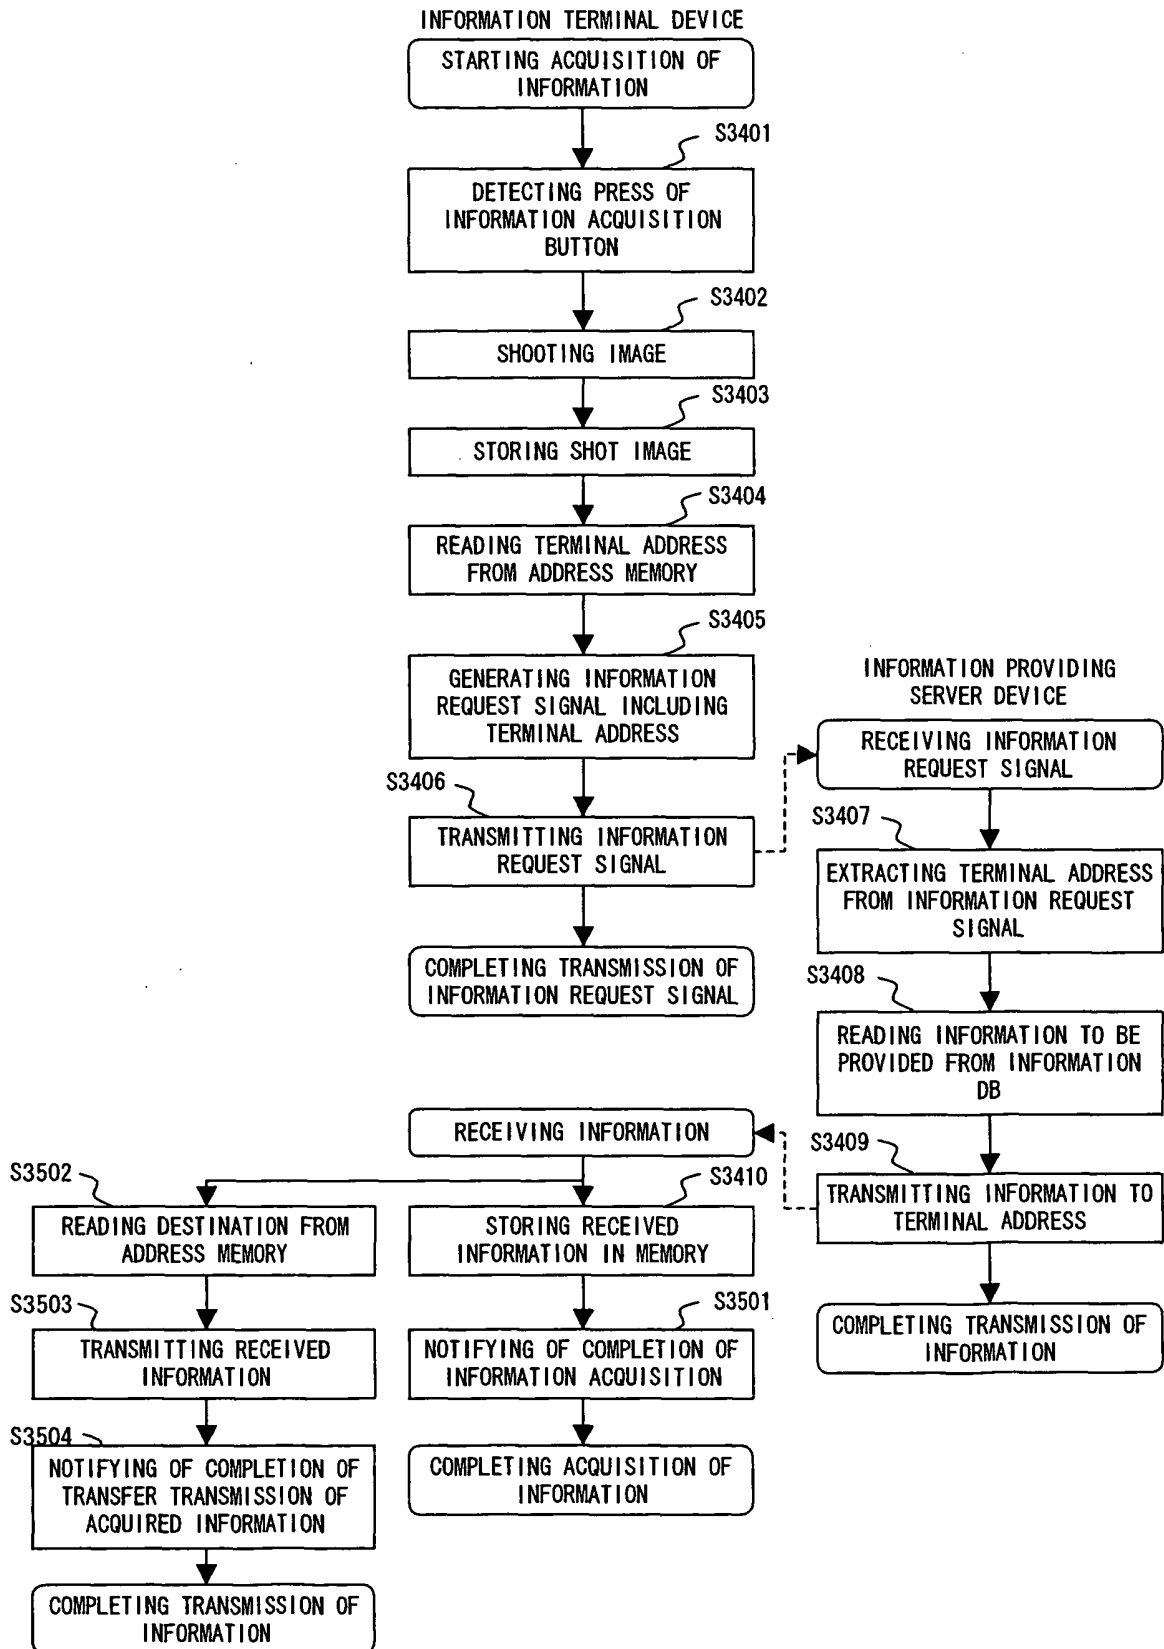 INFORMATION TERMINAL DEVICE
STARTING ACQUISITION OF
INFORMATION
S3401
DETECTING PRESS OF
INFORMATION ACQUISITION
BUTTON
S3402
SHOOTING IMAGE
S3403
STORING SHOT IMAGE
S3404
READING TERMINAL ADDRESS
FROM ADDRESS MEMORY
S3405
GENERATING INFORMATION
REQUEST SIGNAL INCLUDING
TERMINAL ADDRESS
S3406
TRANSMITTING INFORMATION
REQUEST SIGNAL
COMPLETING TRANSMISSION OF
INFORMATION REQUEST SIGNAL
INFORMATION PROVIDING
SERVER DEVICE
RECEIVING INFORMATION
REQUEST SIGNAL
S3407
EXTRACTING TERMINAL ADDRESS
FROM INFORMATION REQUEST
SIGNAL
S3408
READING INFORMATION TO BE
PROVIDED FROM INFORMATION
DB
S3409
TRANSMITTING INFORMATION TO
TERMINAL ADDRESS
COMPLETING TRANSMISSION OF
INFORMATION
RECEIVING INFORMATION
S3410
STORING RECEIVED
INFORMATION IN MEMORY
S3501
NOTIFYING OF COMPLETION OF
INFORMATION ACQUISITION
COMPLETING ACQUISITION OF
INFORMATION
S3502
READING DESTINATION FROM
ADDRESS MEMORY
S3503
TRANSMITTING RECEIVED
INFORMATION
S3504
NOTIFYING OF COMPLETION OF
TRANSFER TRANSMISSION OF
ACQUIRED INFORMATION
COMPLETING TRANSMISSION OF
INFORMATION